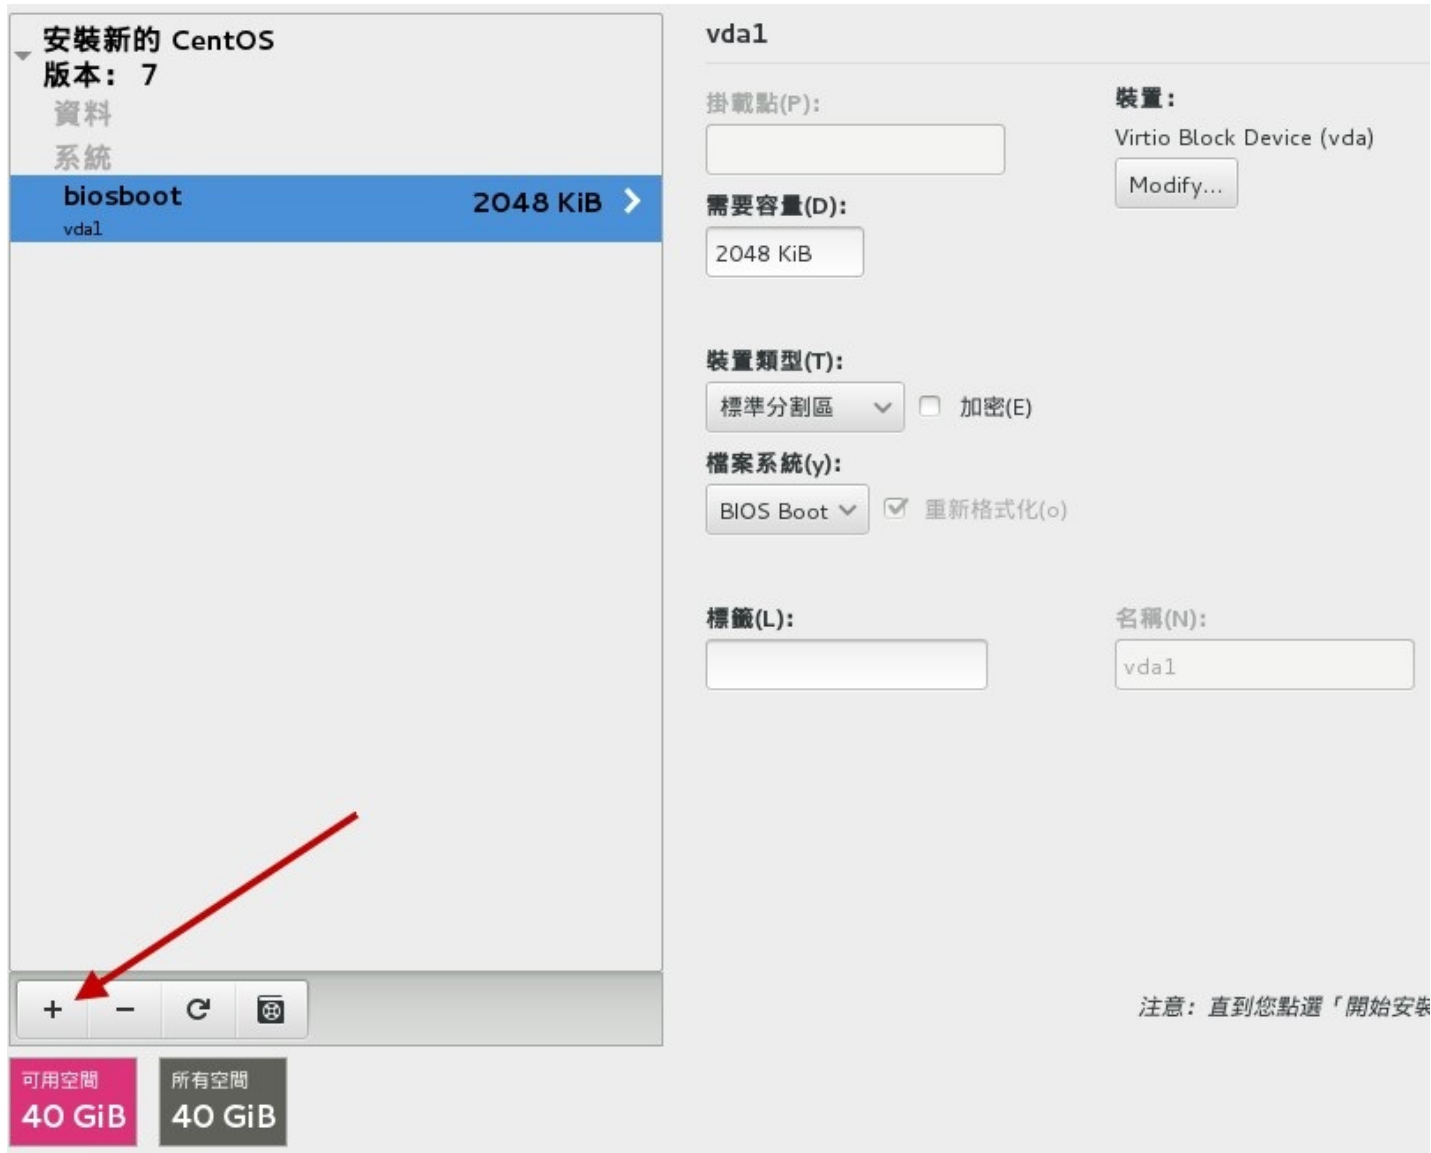 安裝新的 CentOS
版本: 7
資料
系統
biosboot 2048 KiB
vda1
vda1
掛載點(P):
裝置:
Virtio Block Device (vda)
Modify...
需要容量(D):
2048 KiB
裝置類型(T):
標準分割區
加密(E)
檔案系統(y):
BIOS Boot
重新格式化(o)
標籤(L):
名稱(N):
vda1
注意: 直到您點選「開始安裝
可用空間
40 GiB
所有空間
40 GiB